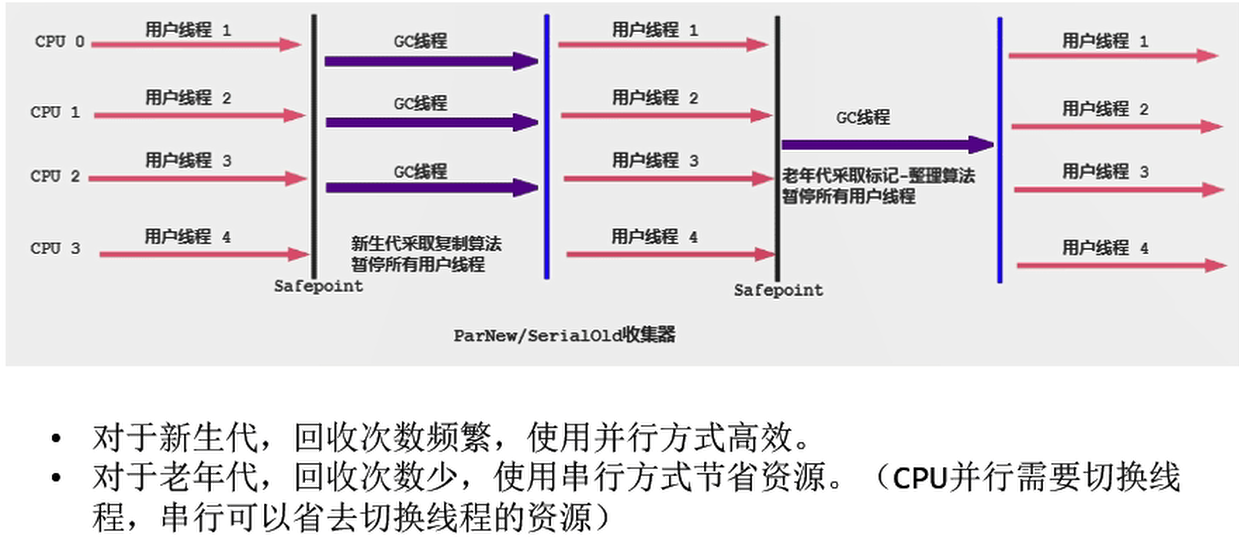 CPU 0 用户线程 1 GC线程 用户线程 1 用户线程 1
CPU 1 用户线程 2 GC线程 用户线程 2 GC线程 用户线程 2
CPU 2 用户线程 3 GC线程 用户线程 3 用户线程 3
老年代采取标记-整理算法
暂停所有用户线程
CPU 3 用户线程 4 用户线程 4 用户线程 4
新生代采取复制算法
暂停所有用户线程
Safepoint Safepoint
ParNew/SerialOld收集器
• 对于新生代，回收次数频繁，使用并行方式高效。
• 对于老年代，回收次数少，使用串行方式节省资源。（CPU并行需要切换线
程，串行可以省去切换线程的资源）